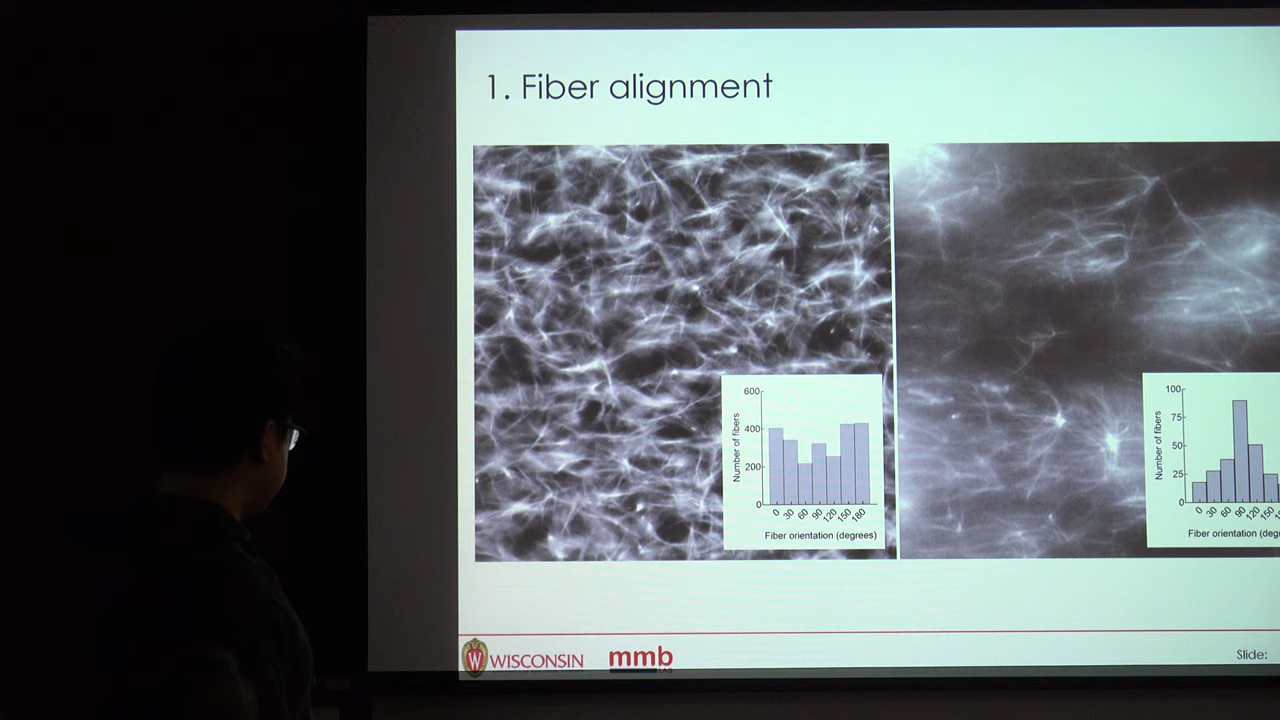 1. Fiber alignment
600
400
200
0
Number of fibers
0 30 60 90 120 150 180
Fiber orientation (degrees)
100
75
50
25
0
Number of fibers
0 30 60 90 120 150
Fiber orientation
WISCONSIN
mmb
LAB
Slide: